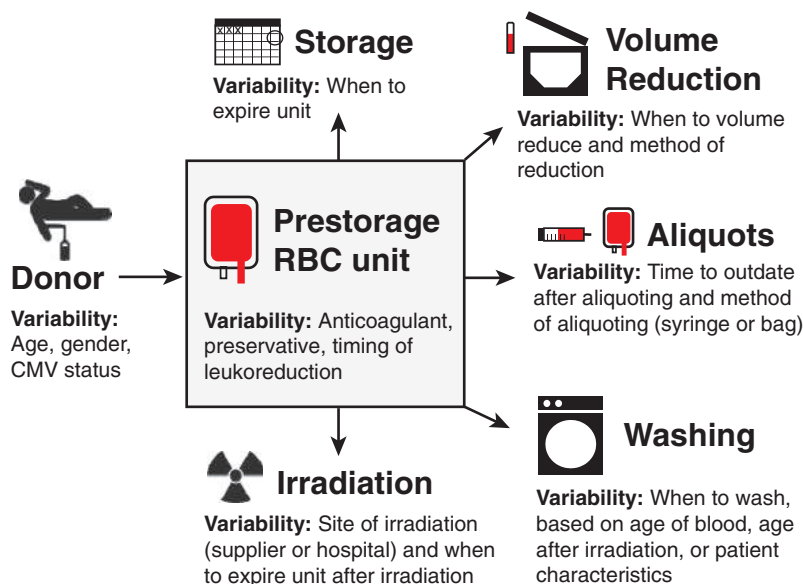 X X X
Storage
Variability: When to
expire unit
Volume
Reduction
Variability: When to volume
reduce and method of
reduction
Donor
Variability:
Age, gender,
CMV status
Prestorage
RBC unit
Variability: Anticoagulant,
preservative, timing of
leukoreduction
Aliquots
Variability: Time to outdate
after aliquoting and method
of aliquoting (syringe or bag)
Irradiation
Variability: Site of irradiation
(supplier or hospital) and when
to expire unit after irradiation
Washing
Variability: When to wash,
based on age of blood, age
after irradiation, or patient
characteristics